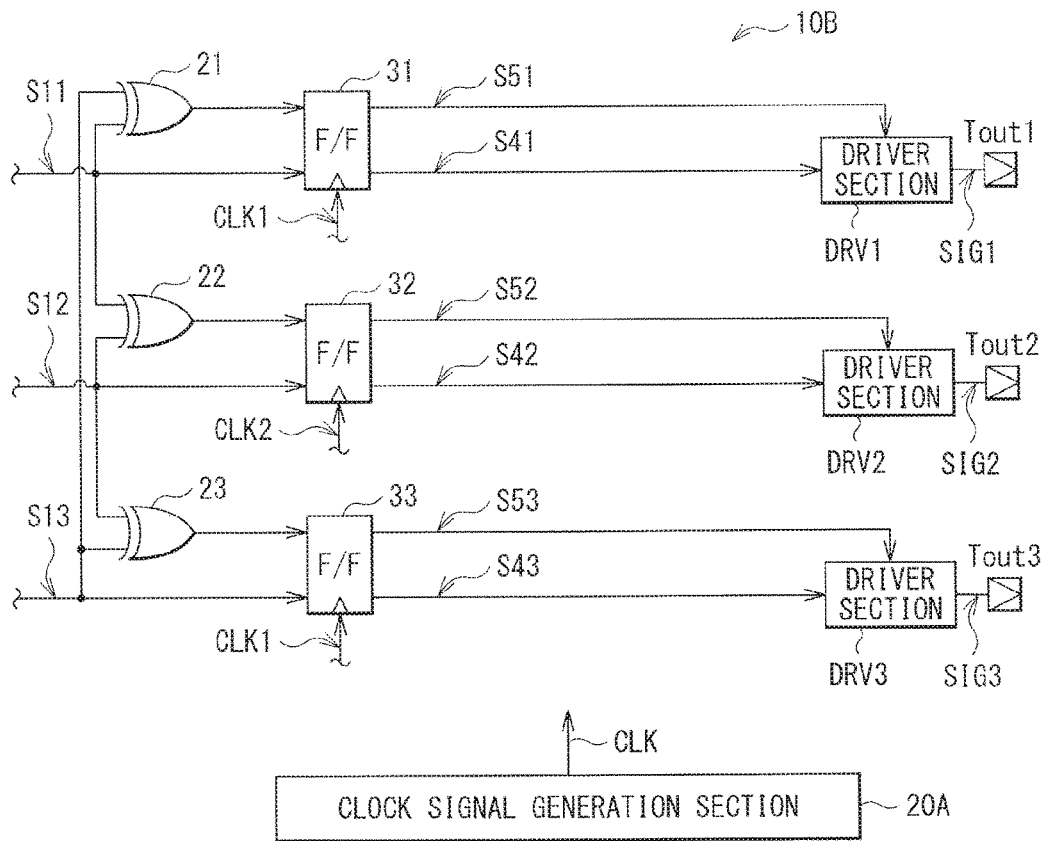 10B
21
31
S11
S51
F/F
S41
Tout1
DRIVER
SECTION
CLK1
DRV1
SIG1
22
32
S12
S52
F/F
S42
Tout2
DRIVER
SECTION
CLK2
DRV2
SIG2
23
33
S13
S53
F/F
S43
Tout3
DRIVER
SECTION
CLK1
DRV3
SIG3
CLK
CLOCK SIGNAL GENERATION SECTION
20A